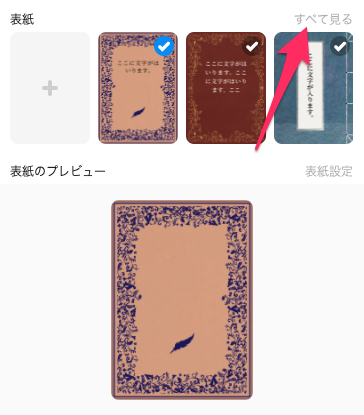 表紙
すべて見る
ここに文字がは
いります。
ここに文字がは
いります。ここ
に文字がはいり
ます。ここ
ここに文字が入ります。
表紙のプレビュー
表紙設定